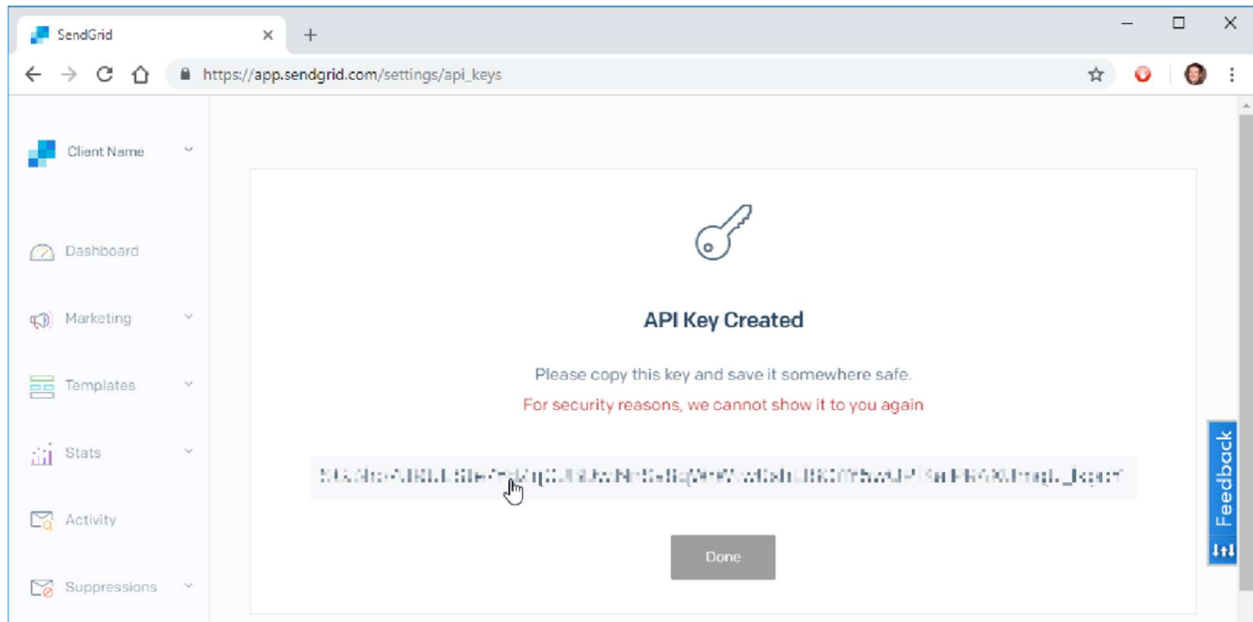 SendGrid
https://app.sendgrid.com/settings/api_keys
Client Name
Dashboard
Marketing
Templates
Stats
Activity
Suppressions
API Key Created
Please copy this key and save it somewhere safe.
For security reasons, we cannot show it to you again
Done
Feedback